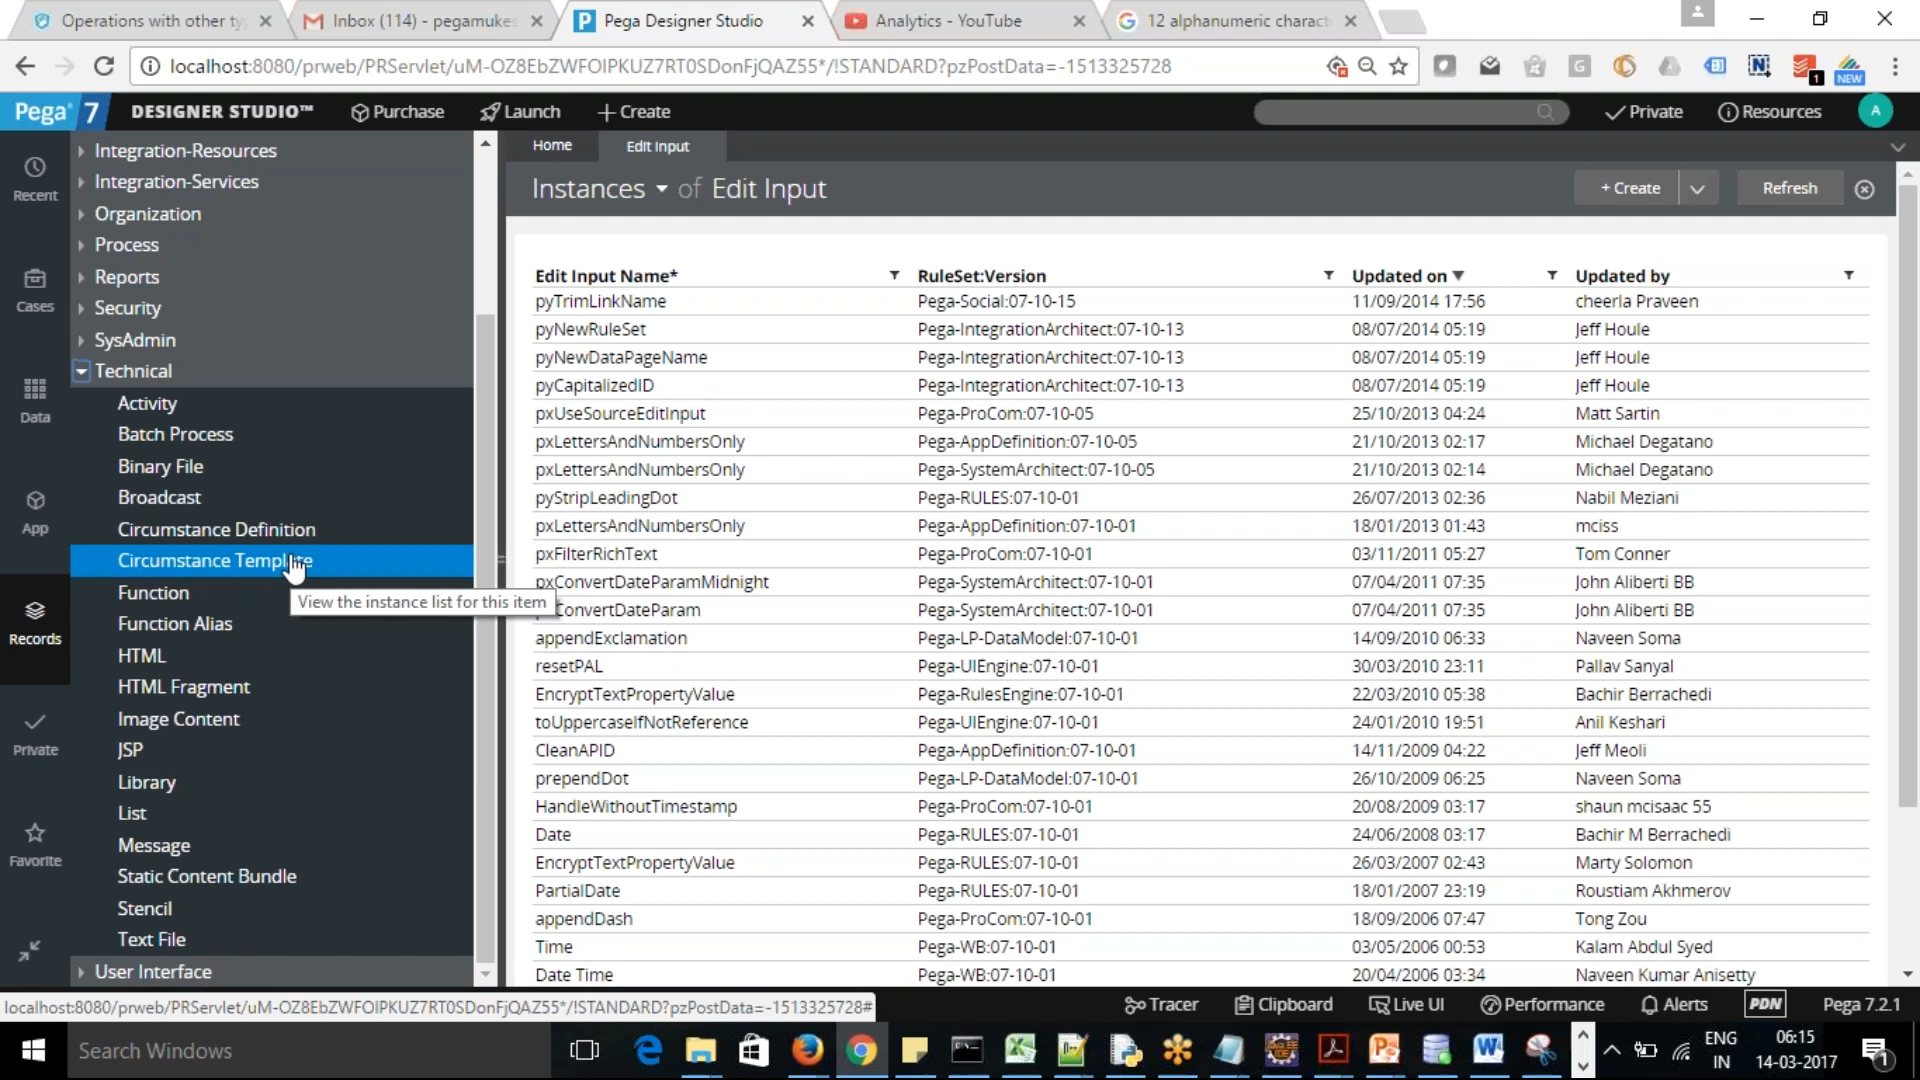 Operations with other ty
Inbox (114) - pegamukes
Pega Designer Studio
Analytics - YouTube
12 alphanumeric charact
localhost:8080/prweb/PRServlet/uM-OZ8EbZWFOIPKUZ7RT0SDonFjQAZ55*/!STANDARD?pzPostData=-1513325728
NEW
1
Pega 7
DESIGNER STUDIO™
Purchase
Launch
Create
Private
Resources
A
Recent
Cases
Data
App
Records
Private
Favorite
Integration-Resources
Integration-Services
Organization
Process
Reports
Security
SysAdmin
Technical
Activity
Batch Process
Binary File
Broadcast
Circumstance Definition
Circumstance Template
Function
Function Alias
HTML
HTML Fragment
Image Content
JSP
Library
List
Message
Static Content Bundle
Stencil
Text File
User Interface
View the instance list for this item
Home
Edit Input
Instances of Edit Input
+ Create
Refresh
Edit Input Name* RuleSet:Version Updated on Updated by
pyTrimLinkName Pega-Social:07-10-15 11/09/2014 17:56 cheerla Praveen
pyNewRuleSet Pega-IntegrationArchitect:07-10-13 08/07/2014 05:19 Jeff Houle
pyNewDataPageName Pega-IntegrationArchitect:07-10-13 08/07/2014 05:19 Jeff Houle
pyCapitalizedID Pega-IntegrationArchitect:07-10-13 08/07/2014 05:19 Jeff Houle
pxUseSourceEditInput Pega-ProCom:07-10-05 25/10/2013 04:24 Matt Sartin
pxLettersAndNumbersOnly Pega-AppDefinition:07-10-05 21/10/2013 02:17 Michael Degatano
pxLettersAndNumbersOnly Pega-SystemArchitect:07-10-05 21/10/2013 02:14 Michael Degatano
pyStripLeadingDot Pega-RULES:07-10-01 26/07/2013 02:36 Nabil Meziani
pxLettersAndNumbersOnly Pega-AppDefinition:07-10-01 18/01/2013 01:43 mciss
pxFilterRichText Pega-ProCom:07-10-01 03/11/2011 05:27 Tom Conner
pxConvertDateParamMidnight Pega-SystemArchitect:07-10-01 07/04/2011 07:35 John Aliberti BB
ConvertDateParam Pega-SystemArchitect:07-10-01 07/04/2011 07:35 John Aliberti BB
appendExclamation Pega-LP-DataModel:07-10-01 14/09/2010 06:33 Naveen Soma
resetPAL Pega-UIEngine:07-10-01 30/03/2010 23:11 Pallav Sanyal
EncryptTextPropertyValue Pega-RulesEngine:07-10-01 22/03/2010 05:38 Bachir Berrachedi
toUppercaseIfNotReference Pega-UIEngine:07-10-01 24/01/2010 19:51 Anil Keshari
CleanAPID Pega-AppDefinition:07-10-01 14/11/2009 04:22 Jeff Meoli
prependDot Pega-LP-DataModel:07-10-01 26/10/2009 06:25 Naveen Soma
HandleWithoutTimestamp Pega-ProCom:07-10-01 20/08/2009 03:17 shaun mcisaac 55
Date Pega-RULES:07-10-01 24/06/2008 03:17 Bachir M Berrachedi
EncryptTextPropertyValue Pega-RULES:07-10-01 26/03/2007 02:43 Marty Solomon
PartialDate Pega-RULES:07-10-01 18/01/2007 23:19 Roustiam Akhmerov
appendDash Pega-ProCom:07-10-01 18/09/2006 07:47 Tong Zou
Time Pega-WB:07-10-01 03/05/2006 00:53 Kalam Abdul Syed
Date Time Pega-WB:07-10-01 20/04/2006 03:34 Naveen Kumar Anisetty
localhost:8080/prweb/PRServlet/uM-OZ8EbZWFOIPKUZ7RT0SDonFjQAZ55*/!STANDARD?pzPostData=-1513325728#
Tracer
Clipboard
Live UI
Performance
Alerts
PDN
Pega 7.2.1
Search Windows
ENG
IN
06:15
14-03-2017
1